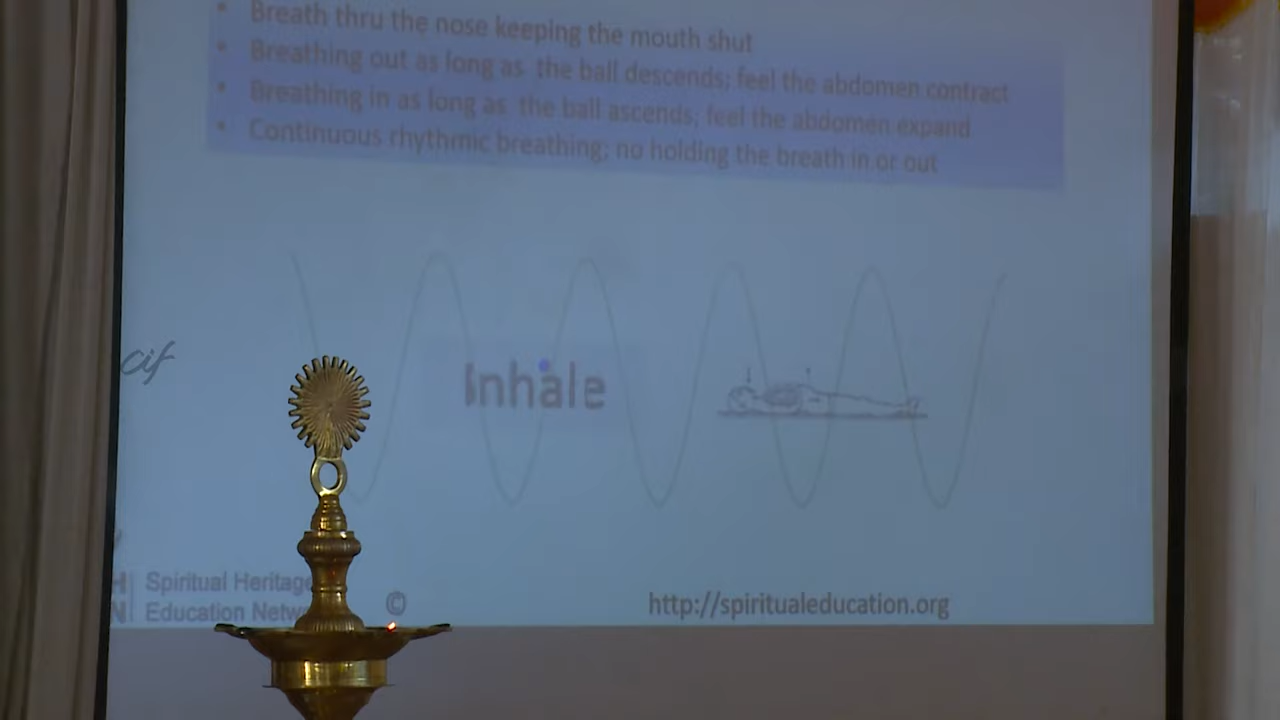 Breath thru the nose keeping the mouth shut
Breathing out as long as the ball descends; feel the abdomen contract
Breathing in as long as the ball ascends; feel the abdomen expand
Continuous rhythmic breathing; no holding the breath in or out
Inhale
cif
H Spiritual Heritage
N Education Netw
©
http://spiritualeducation.org